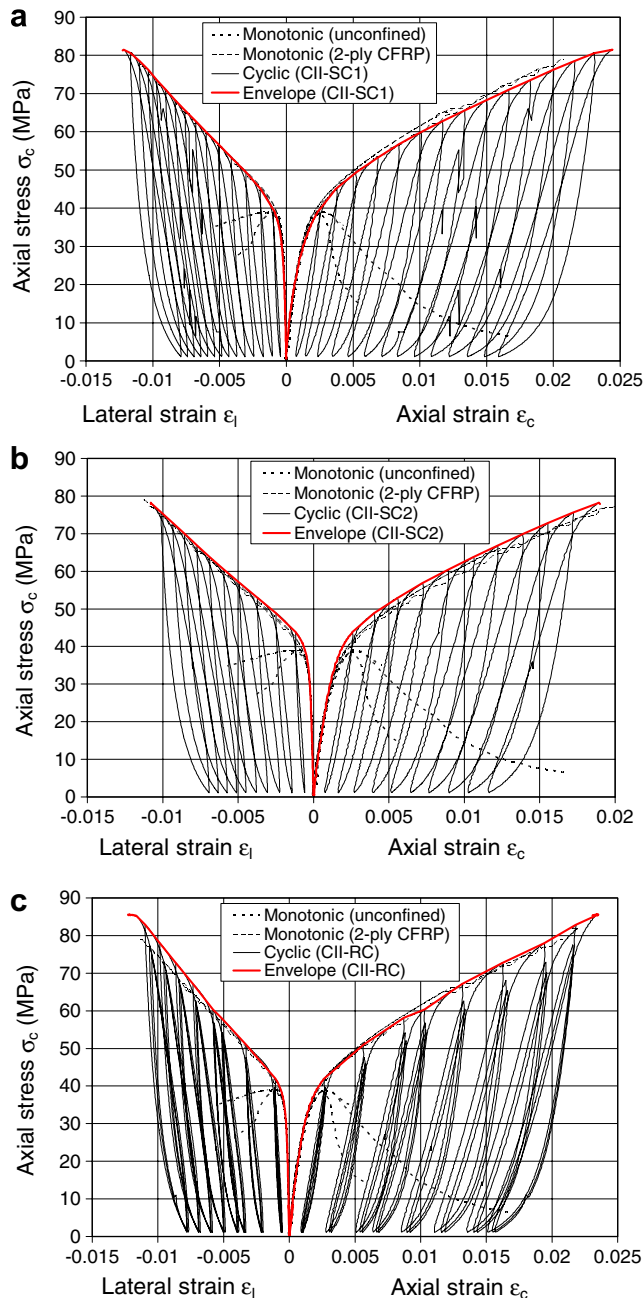 a
Axial stress σc (MPa)
90
80
70
60
50
40
30
20
10
0
Monotonic (unconfined)
Monotonic (2-ply CFRP)
Cyclic (CII-SC1)
Envelope (CII-SC1)
-0.015 -0.01 -0.005 0 0.005 0.01 0.015 0.02 0.025
Lateral strain εl Axial strain εc
b
Axial stress σc (MPa)
90
80
70
60
50
40
30
20
10
0
Monotonic (unconfined)
Monotonic (2-ply CFRP)
Cyclic (CII-SC2)
Envelope (CII-SC2)
-0.015 -0.01 -0.005 0 0.005 0.01 0.015 0.02
Lateral strain εl Axial strain εc
c
Axial stress σc (MPa)
90
80
70
60
50
40
30
20
10
0
Monotonic (unconfined)
Monotonic (2-ply CFRP)
Cyclic (CII-RC)
Envelope (CII-RC)
-0.015 -0.01 -0.005 0 0.005 0.01 0.015 0.02 0.025
Lateral strain εl Axial strain εc